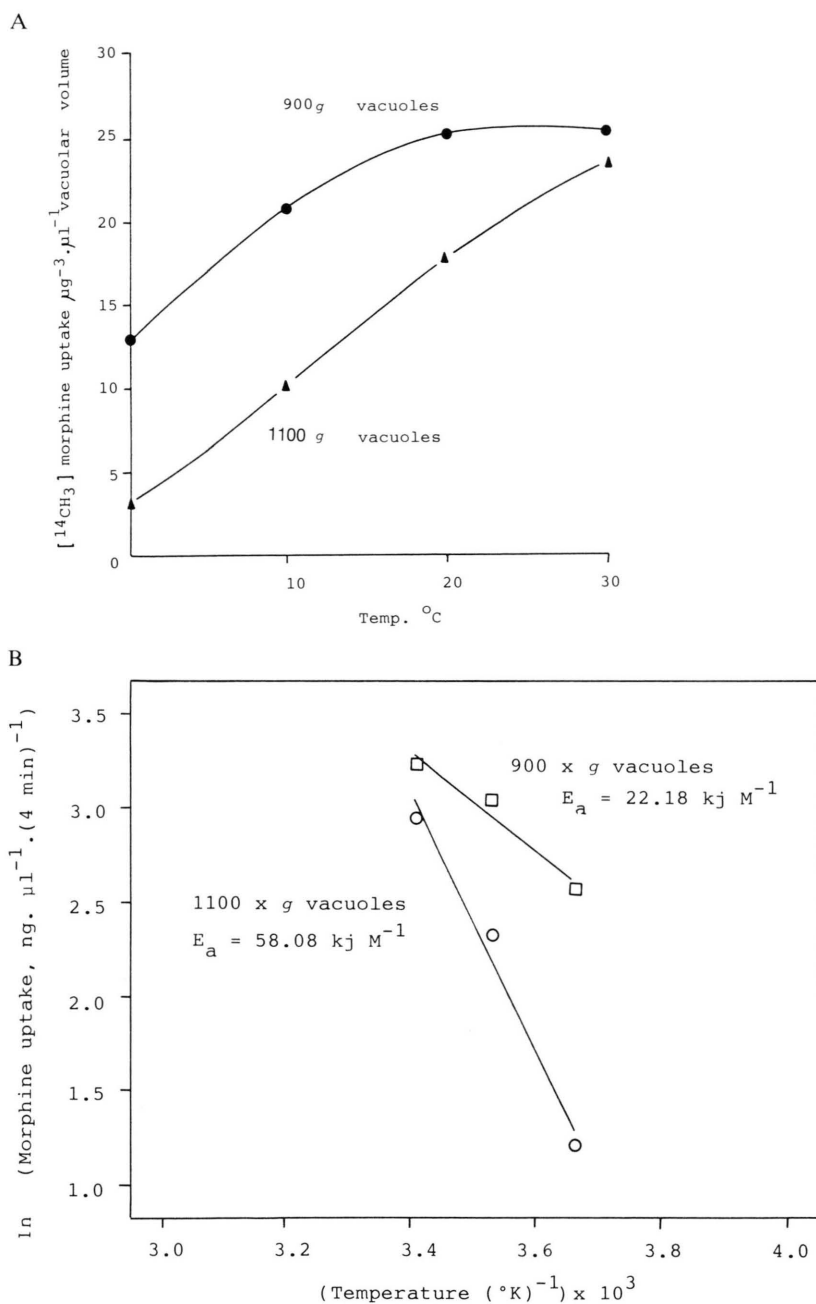 A
[¹⁴CH₃] morphine uptake µg⁻³.µl⁻¹ vacuolar volume
30
25
20
15
10
5
0
900g vacuoles
1100 g vacuoles
10 20 30
Temp. °C
B
ln (Morphine uptake, ng. µl⁻¹.(4 min)⁻¹)
3.5
3.0
2.5
2.0
1.5
1.0
900 x g vacuoles
Eₐ = 22.18 kj M⁻¹
1100 x g vacuoles
Eₐ = 58.08 kj M⁻¹
3.0 3.2 3.4 3.6 3.8 4.0
(Temperature (°K)⁻¹) x 10³